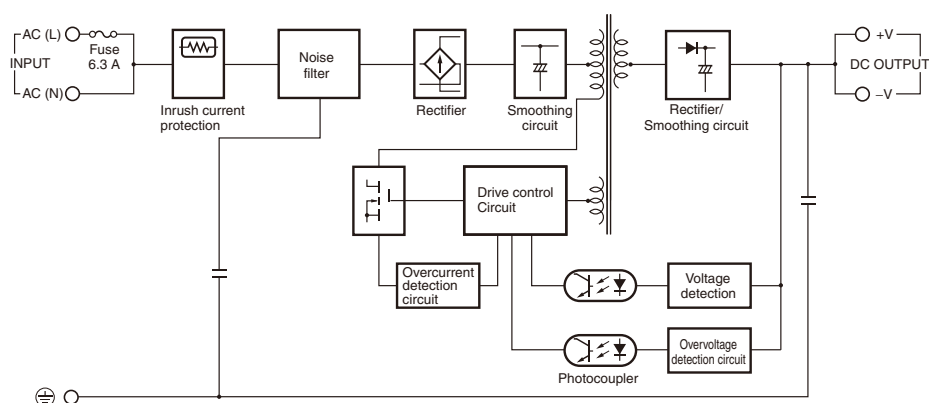 AC (L)
Fuse
6.3 A
INPUT
AC (N)
Inrush current
protection
Noise
filter
Rectifier
Smoothing
circuit
Rectifier/
Smoothing circuit
+V
DC OUTPUT
−V
Drive control
Circuit
Overcurrent
detection
circuit
Voltage
detection
Overvoltage
detection circuit
Photocoupler